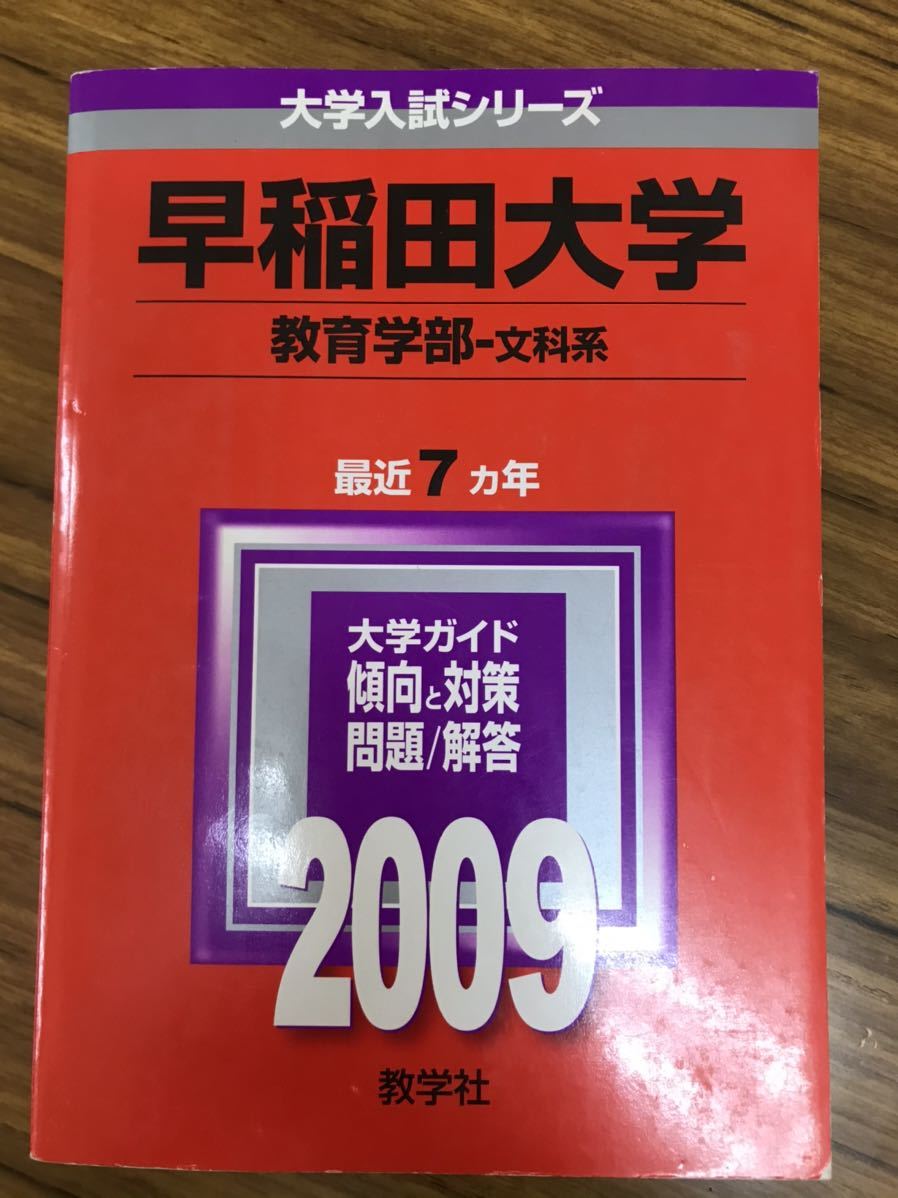 大学入試シリーズ
早稲田大学
教育学部-文科系
最近7ヵ年
大学ガイド
傾向と対策
問題/解答
2009
教学社